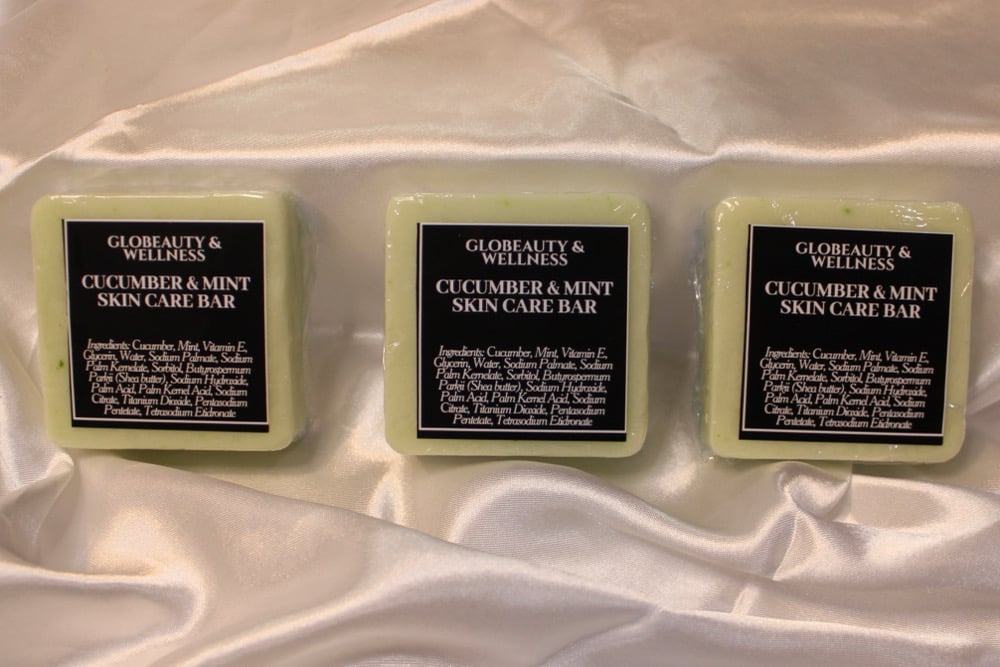 GLOBEAUTY &
WELLNESS
CUCUMBER & MINT
SKIN CARE BAR
Ingredients: Cucumber, Mint, Vitamin E,
Glycerin, Water, Sodium Palmate, Sodium
Palm Kernelate, Sorbitol, Butyrospermum
Parkii (Shea butter), Sodium Hydroxide,
Palm Acid, Palm Kernel Acid, Sodium
Citrate, Titanium Dioxide, Pentasodium
Pentetate, Tetrasodium Etidronate
GLOBEAUTY &
WELLNESS
CUCUMBER & MINT
SKIN CARE BAR
Ingredients: Cucumber, Mint, Vitamin E,
Glycerin, Water, Sodium Palmate, Sodium
Palm Kernelate, Sorbitol, Butyrospermum
Parkii (Shea butter), Sodium Hydroxide,
Palm Acid, Palm Kernel Acid, Sodium
Citrate, Titanium Dioxide, Pentasodium
Pentetate, Tetrasodium Etidronate
GLOBEAUTY &
WELLNESS
CUCUMBER & MINT
SKIN CARE BAR
Ingredients: Cucumber, Mint, Vitamin E,
Glycerin, Water, Sodium Palmate, Sodium
Palm Kernelate, Sorbitol, Butyrospermum
Parkii (Shea butter), Sodium Hydroxide,
Palm Acid, Palm Kernel Acid, Sodium
Citrate, Titanium Dioxide, Pentasodium
Pentetate, Tetrasodium Etidronate